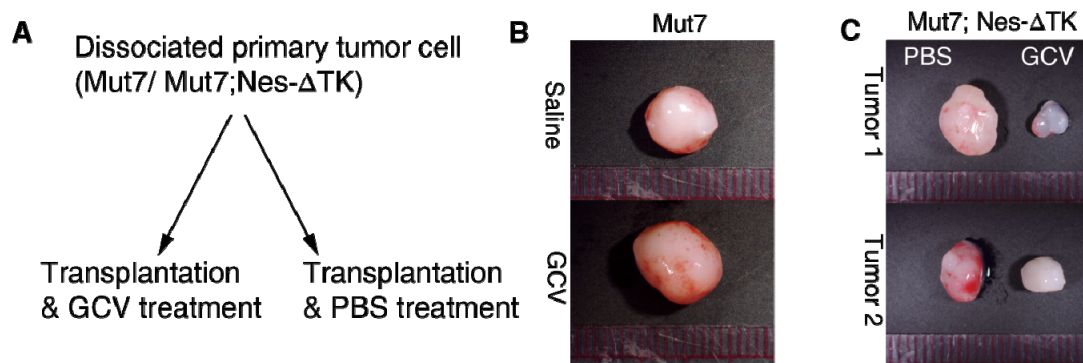 A
Dissociated primary tumor cell
(Mut7/ Mut7;Nes-ΔTK)
Transplantation
& GCV treatment
Transplantation
& PBS treatment
B
Mut7
Saline
GCV
C
Mut7; Nes-ΔTK
PBS GCV
Tumor 1
Tumor 2